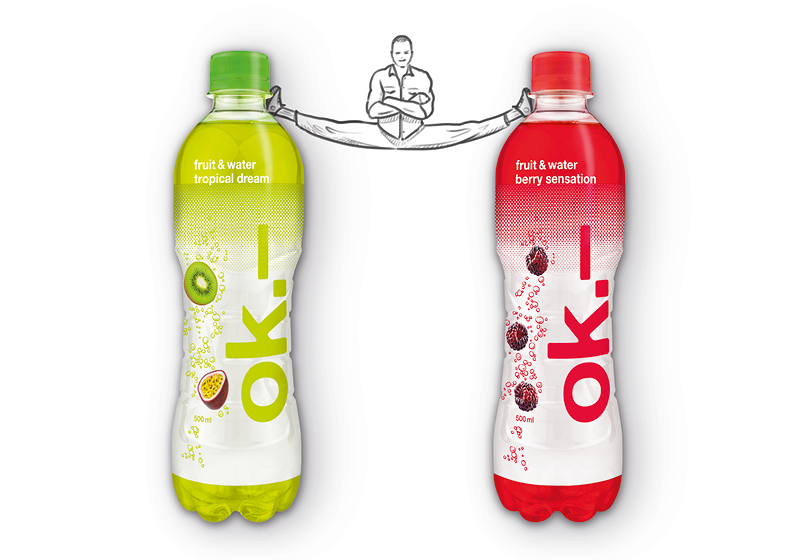 fruit & water
tropical dream
ok.–
500 ml
fruit & water
berry sensation
ok.–
500 ml